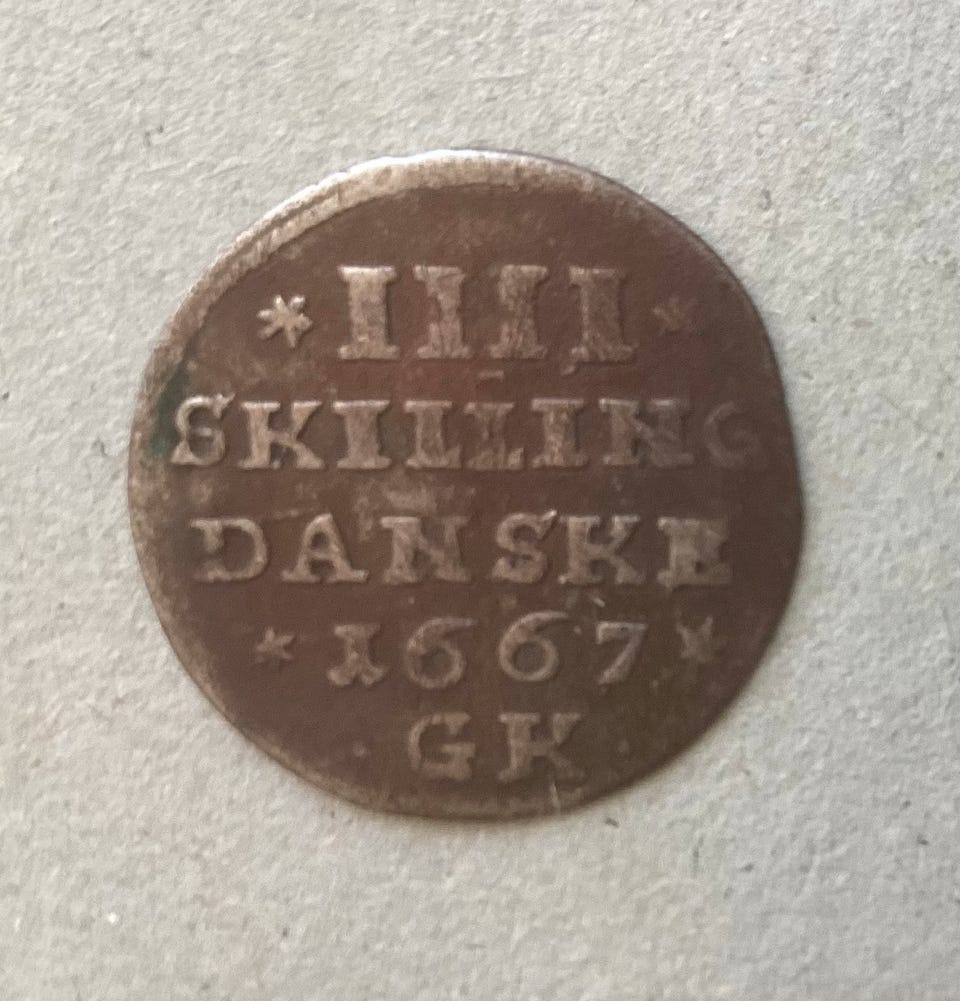 * IIII *
SKILLING
DANSKE
* 1667 *
GK